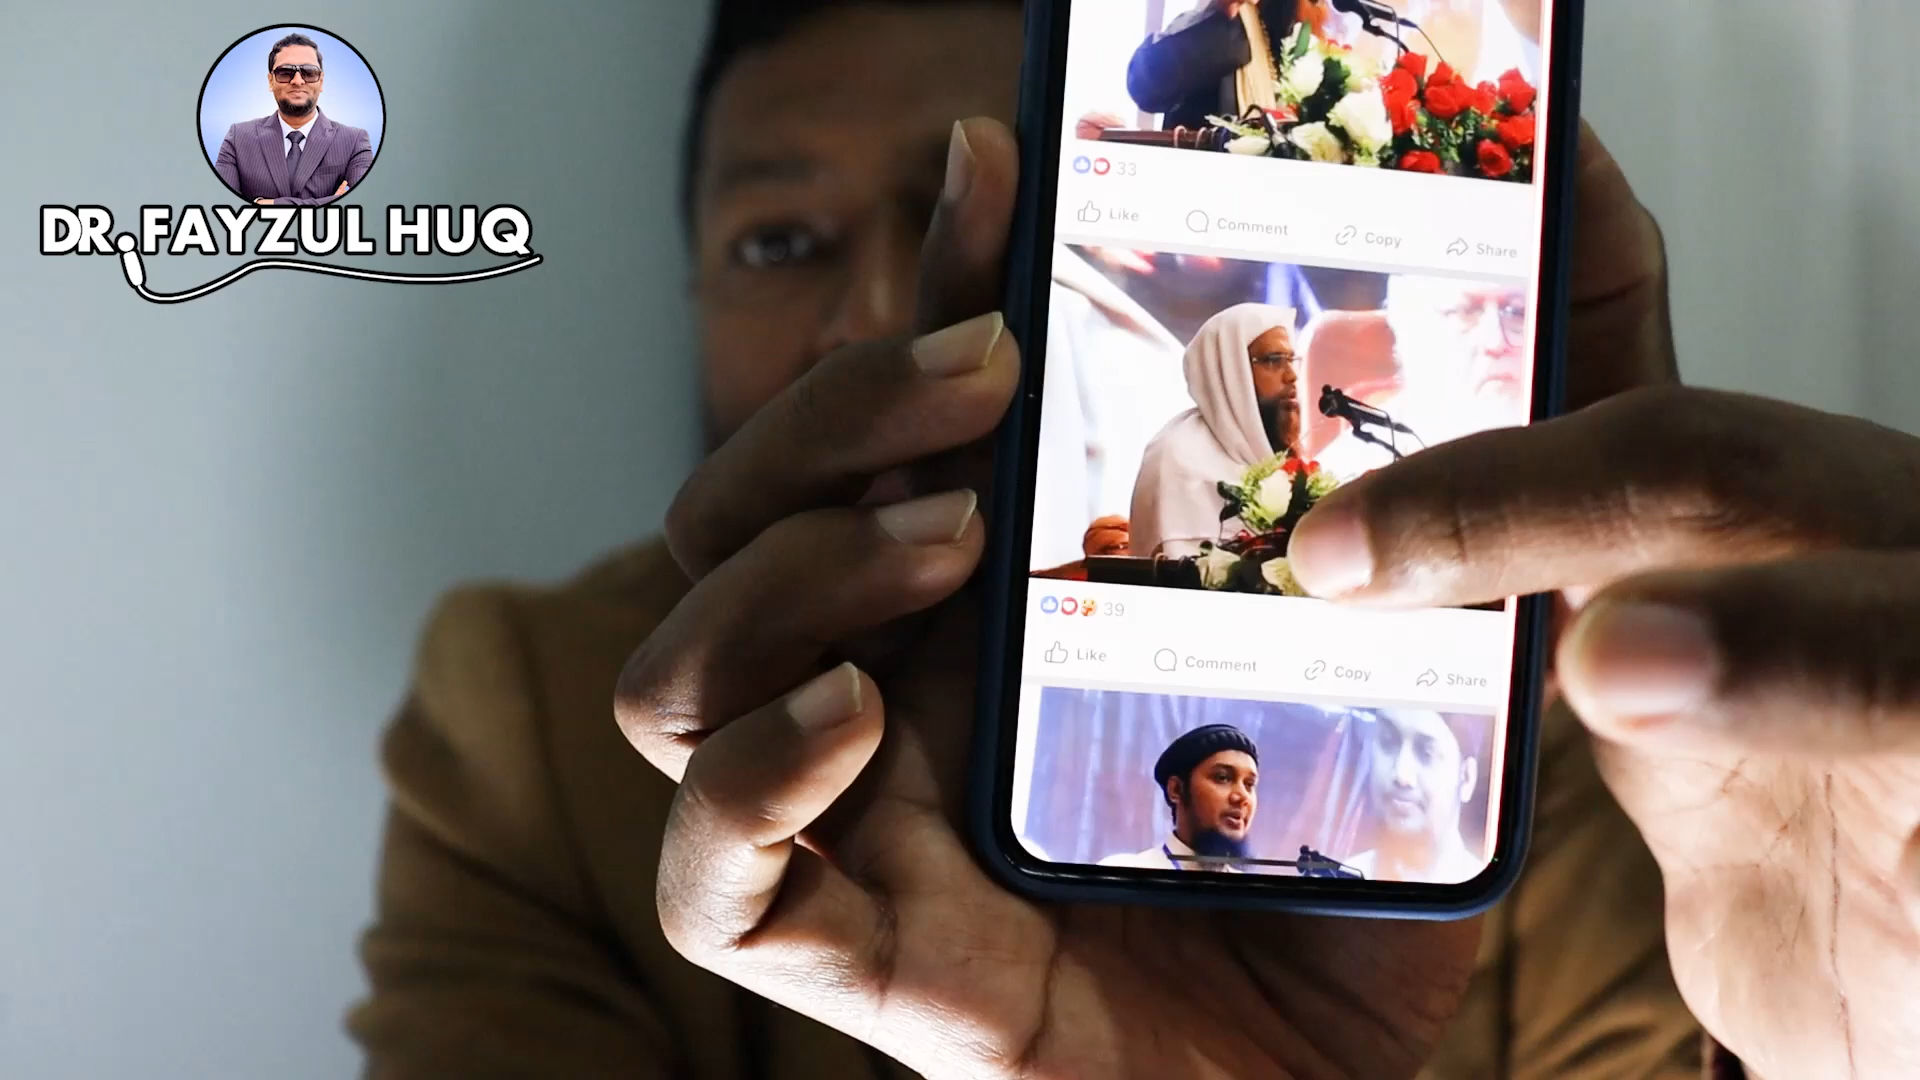 DR. FAYZUL HUQ
33
Like Comment Copy Share
39
Like Comment Copy Share